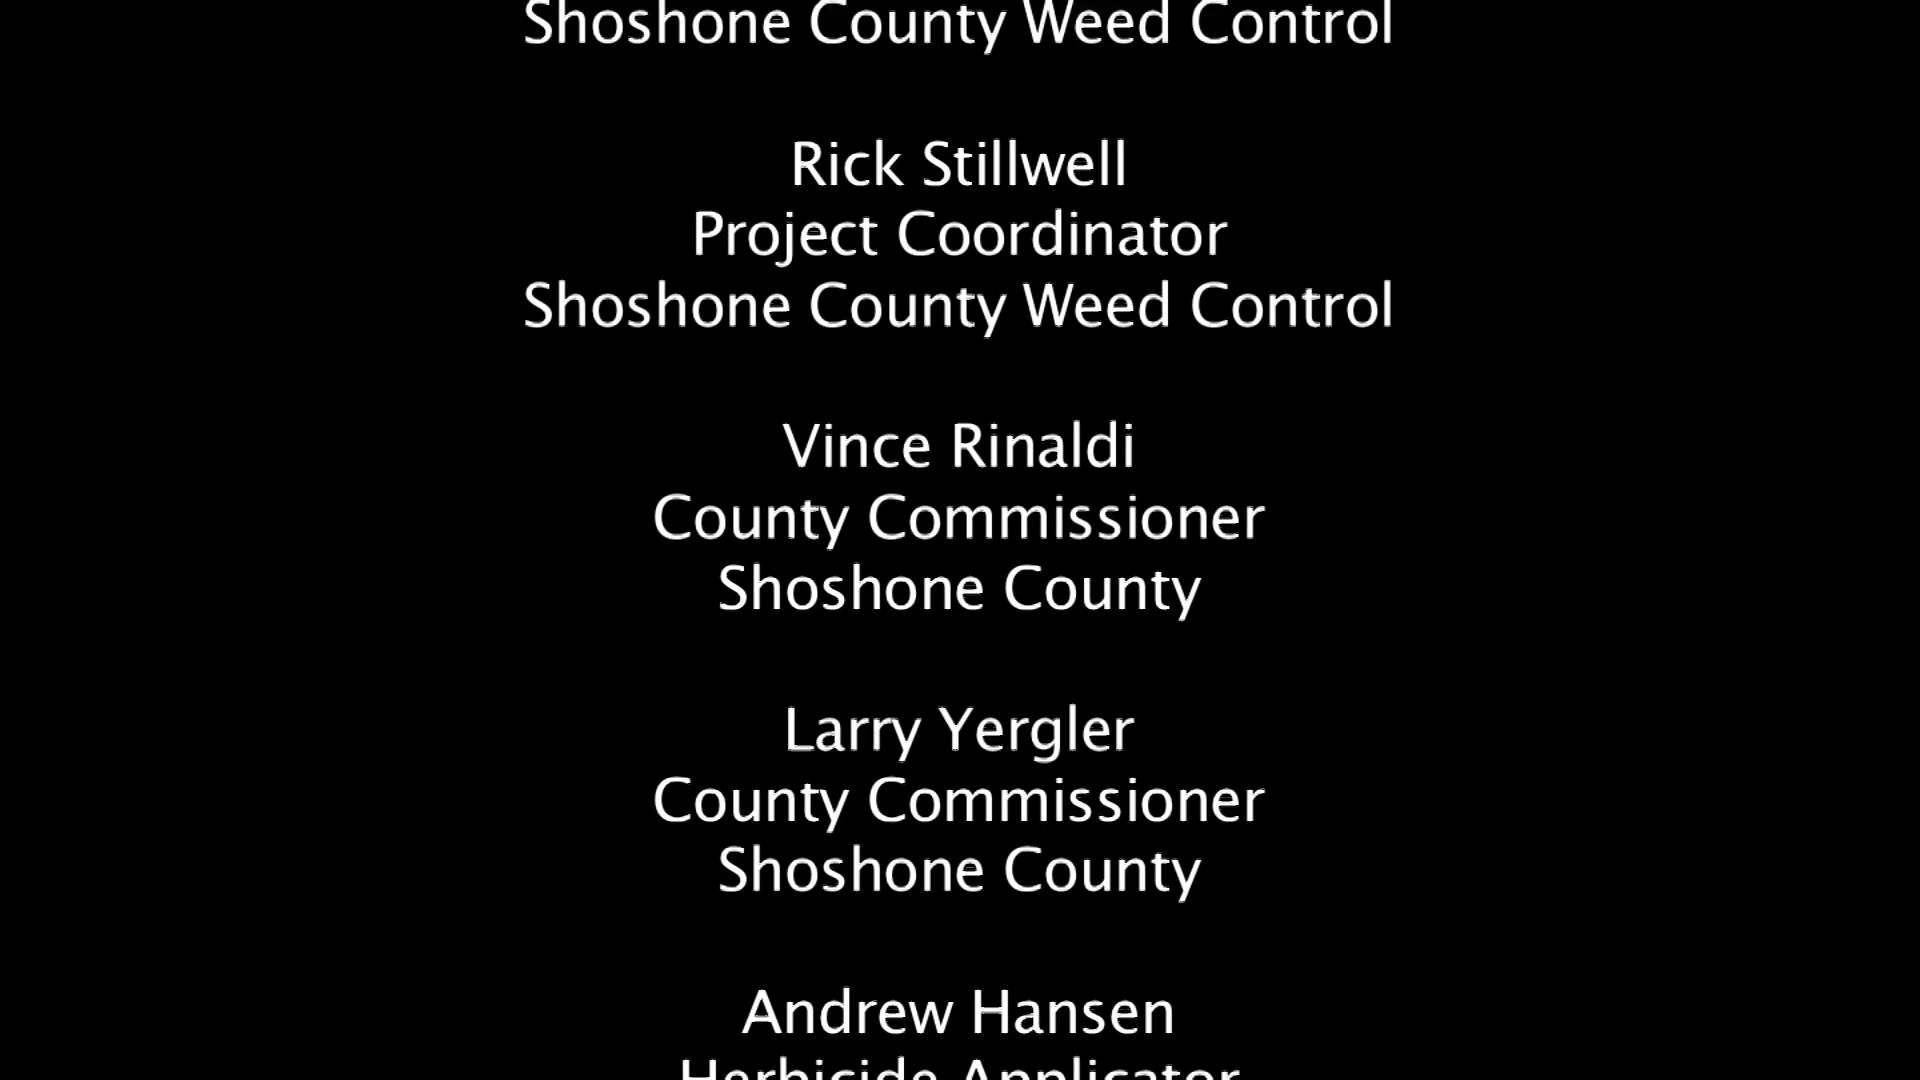 Shoshone County Weed Control
Rick Stillwell
Project Coordinator
Shoshone County Weed Control
Vince Rinaldi
County Commissioner
Shoshone County
Larry Yergler
County Commissioner
Shoshone County
Andrew Hansen
Herbicide Applicator